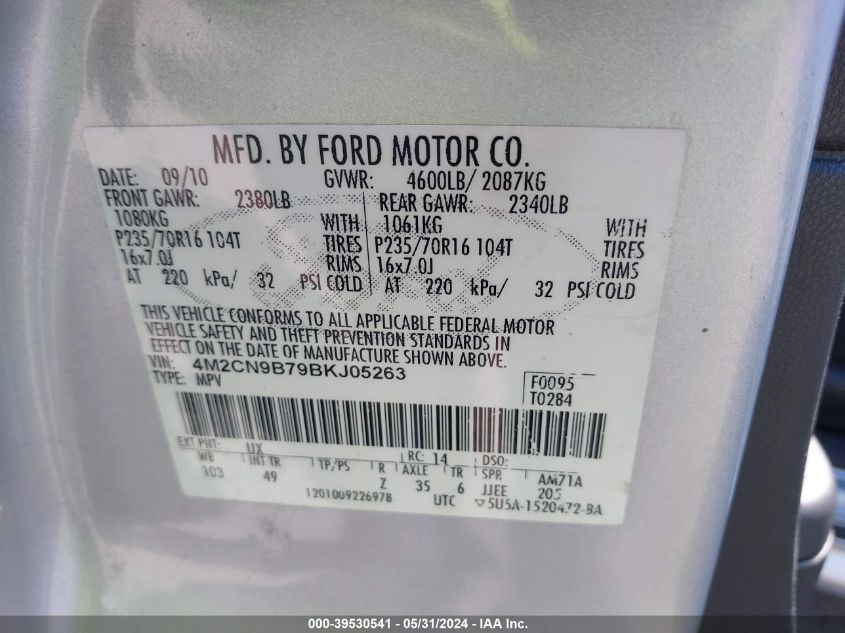 MFD. BY FORD MOTOR CO.
DATE: 09/10 GVWR: 4600LB/ 2087KG
FRONT GAWR: 2380LB REAR GAWR: 2340LB
1080KG WITH 1061KG WITH
P235/70R16 104T TIRES P235/70R16 104T TIRES
16x7.0J RIMS 16x7.0J RIMS
AT 220 kPa/ 32 PSI COLD AT 220 kPa/ 32 PSI COLD
THIS VEHICLE CONFORMS TO ALL APPLICABLE FEDERAL MOTOR
VEHICLE SAFETY AND THEFT PREVENTION STANDARDS IN
EFFECT ON THE DATE OF MANUFACTURE SHOWN ABOVE.
VIN: 4M2CN9B79BKJ05263 F0095
TYPE: MPV T0284
EXT PNT: UX RC: 14 DSO:
WB INT TR TP/PS R AXLE TR SPR AM71A
103 49 Z 35 6 JJEE 205
1201009226978 UTC ▽5U5A-1520472-BA
000-39530541 / 05/31/2024 - IAA Inc.